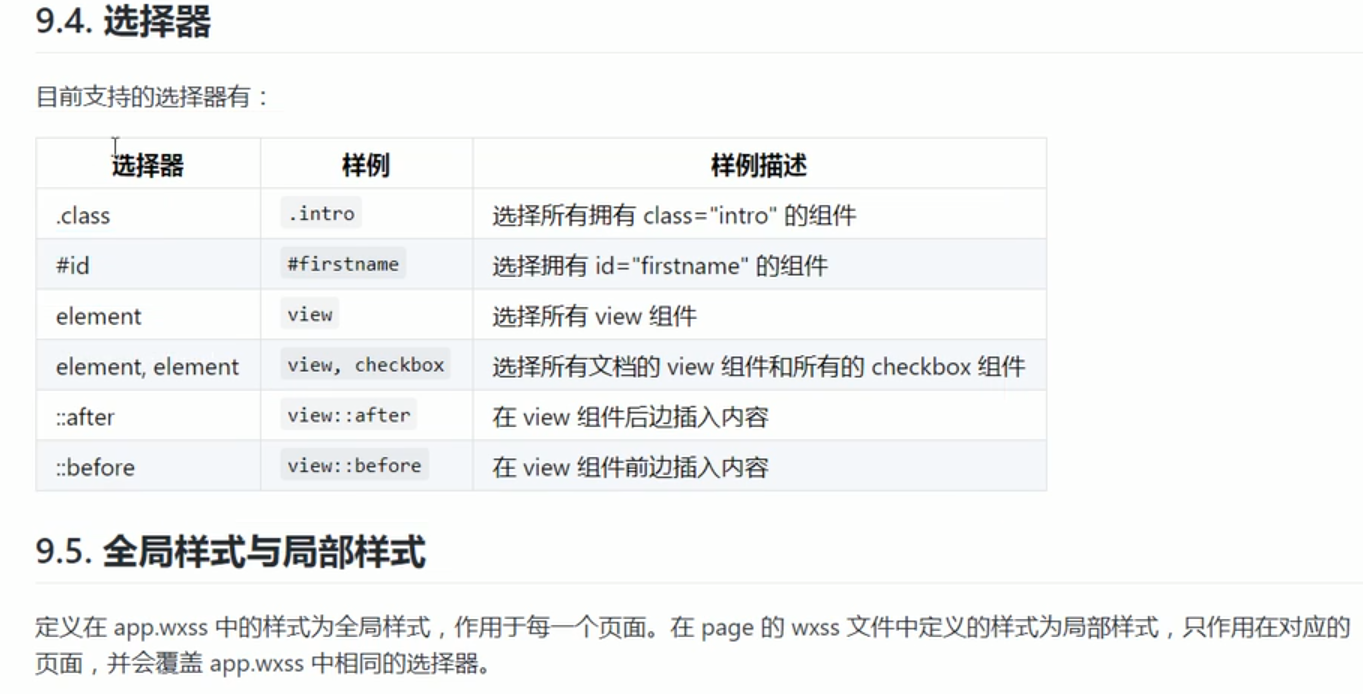 9.4. 选择器
目前支持的选择器有：
选择器 样例 样例描述
.class .intro 选择所有拥有 class="intro" 的组件
#id #firstname 选择拥有 id="firstname" 的组件
element view 选择所有 view 组件
element, element view, checkbox 选择所有文档的 view 组件和所有的 checkbox 组件
::after view::after 在 view 组件后边插入内容
::before view::before 在 view 组件前边插入内容
9.5. 全局样式与局部样式
定义在 app.wxss 中的样式为全局样式，作用于每一个页面。在 page 的 wxss 文件中定义的样式为局部样式，只作用在对应的
页面，并会覆盖 app.wxss 中相同的选择器。